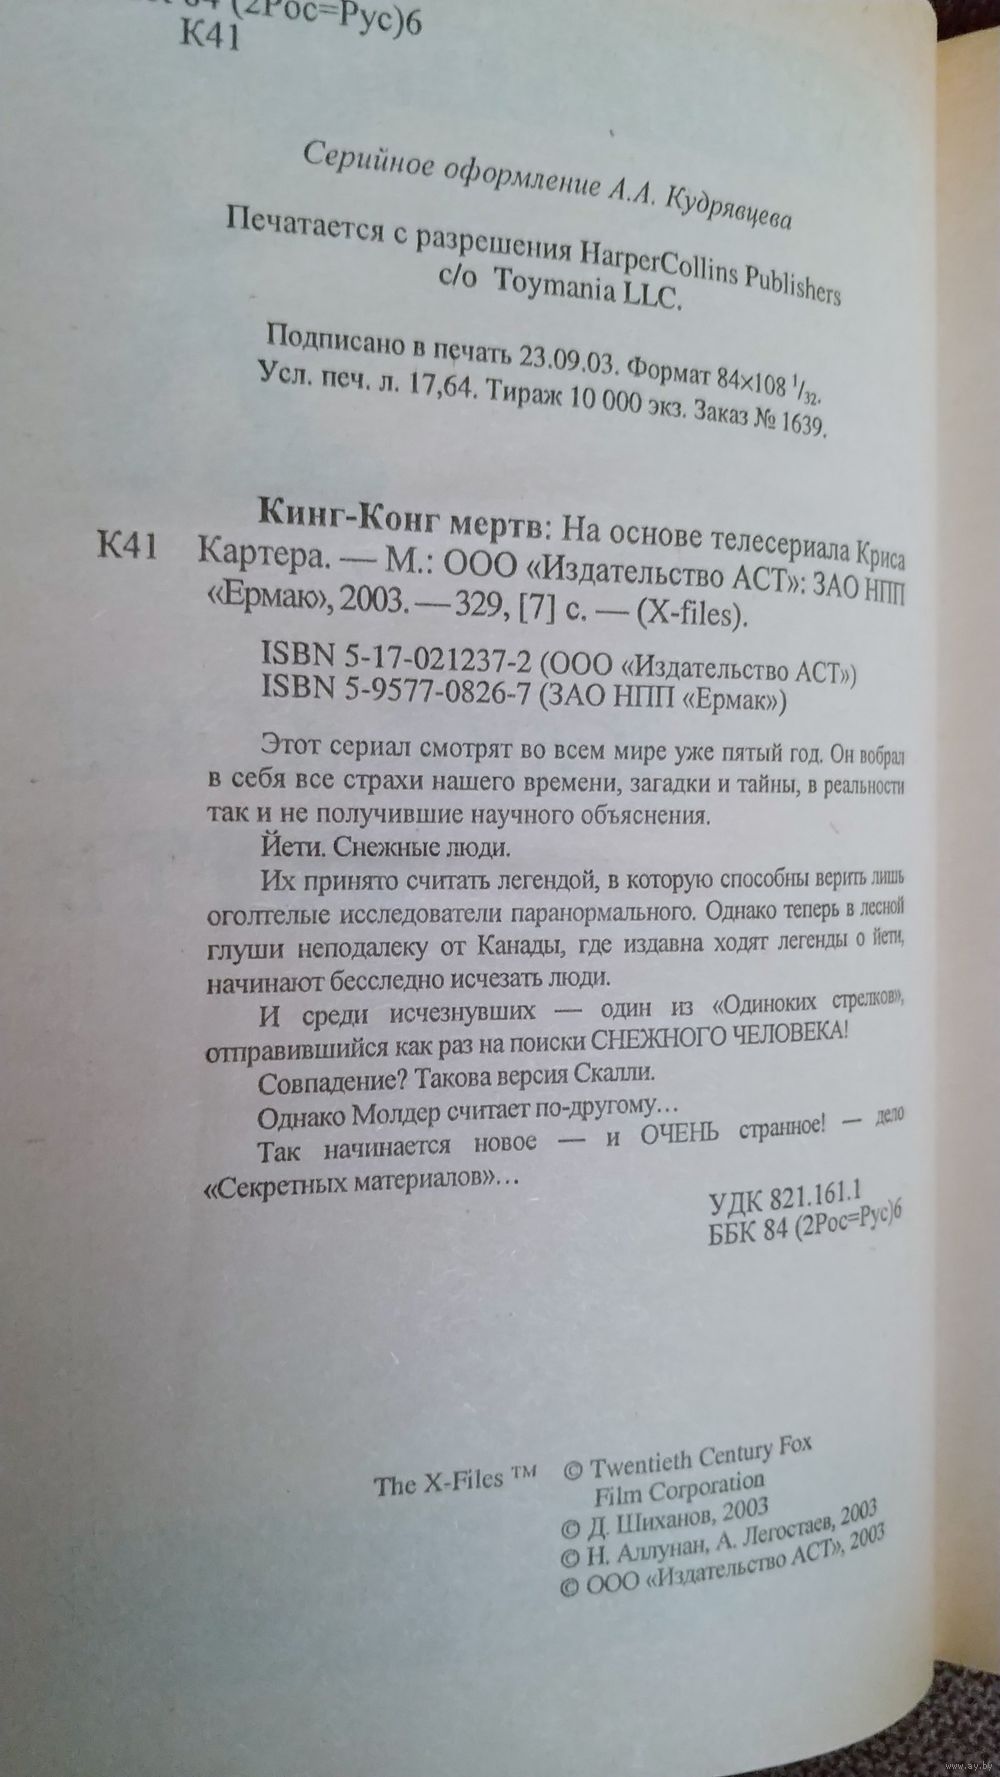 84 (2Рос=Рус)6
К41
Серийное оформление А.А. Кудрявцева
Печатается с разрешения HarperCollins Publishers
c/o Toymania LLC.
Подписано в печать 23.09.03. Формат 84×108 1/32.
Усл. печ. л. 17,64. Тираж 10 000 экз. Заказ № 1639.
Кинг-Конг мертв: На основе телесериала Криса
К41 Картера. — М.: ООО «Издательство АСТ»: ЗАО НПП
«Ермак», 2003. — 329, [7] с. — (X-files).
ISBN 5-17-021237-2 (ООО «Издательство АСТ»)
ISBN 5-9577-0826-7 (ЗАО НПП «Ермак»)
Этот сериал смотрят во всем мире уже пятый год. Он вобрал
в себя все страхи нашего времени, загадки и тайны, в реальности
так и не получившие научного объяснения.
Йети. Снежные люди.
Их принято считать легендой, в которую способны верить лишь
оголтелые исследователи паранормального. Однако теперь в лесной
глуши неподалеку от Канады, где издавна ходят легенды о йети,
начинают бесследно исчезать люди.
И среди исчезнувших — один из «Одиноких стрелков»,
отправившийся как раз на поиски СНЕЖНОГО ЧЕЛОВЕКА!
Совпадение? Такова версия Скалли.
Однако Молдер считает по-другому…
Так начинается новое — и ОЧЕНЬ странное! — дело
«Секретных материалов»…
УДК 821.161.1
ББК 84 (2Рос=Рус)6
The X-Files ™ © Twentieth Century Fox
Film Corporation
© Д. Шиханов, 2003
© Н. Аллунан, А. Легостаев, 2003
© ООО «Издательство АСТ», 2003
www.ay.by